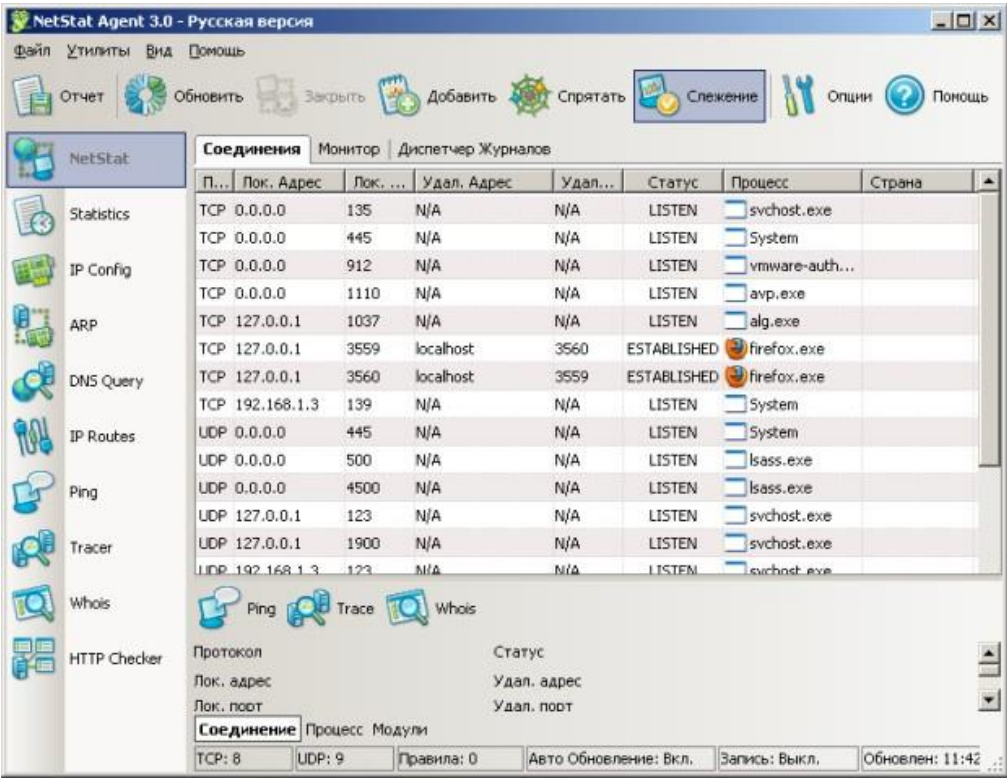 NetStat Agent 3.0 - Русская версия
Файл Утилиты Вид Помощь
Отчет Обновить Закрыть Добавить Спрятать Слежение Опции Помощь
NetStat
Statistics
IP Config
ARP
DNS Query
IP Routes
Ping
Tracer
Whois
HTTP Checker
Соединения Монитор Диспетчер Журналов
П... Лок. Адрес Лок. ... Удал. Адрес Удал... Статус Процесс Страна
TCP 0.0.0.0 135 N/A N/A LISTEN svchost.exe
TCP 0.0.0.0 445 N/A N/A LISTEN System
TCP 0.0.0.0 912 N/A N/A LISTEN vmware-auth...
TCP 0.0.0.0 1110 N/A N/A LISTEN avp.exe
TCP 127.0.0.1 1037 N/A N/A LISTEN alg.exe
TCP 127.0.0.1 3559 localhost 3560 ESTABLISHED firefox.exe
TCP 127.0.0.1 3560 localhost 3559 ESTABLISHED firefox.exe
TCP 192.168.1.3 139 N/A N/A LISTEN System
UDP 0.0.0.0 445 N/A N/A LISTEN System
UDP 0.0.0.0 500 N/A N/A LISTEN lsass.exe
UDP 0.0.0.0 4500 N/A N/A LISTEN lsass.exe
UDP 127.0.0.1 123 N/A N/A LISTEN svchost.exe
UDP 127.0.0.1 1900 N/A N/A LISTEN svchost.exe
UDP 192.168.1.3 123 N/A N/A LISTEN svchost.exe
Ping Trace Whois
Протокол Статус
Лок. адрес Удал. адрес
Лок. порт Удал. порт
Соединение Процесс Модули
TCP: 8 UDP: 9 Правила: 0 Авто Обновление: Вкл. Запись: Выкл. Обновлен: 11:42